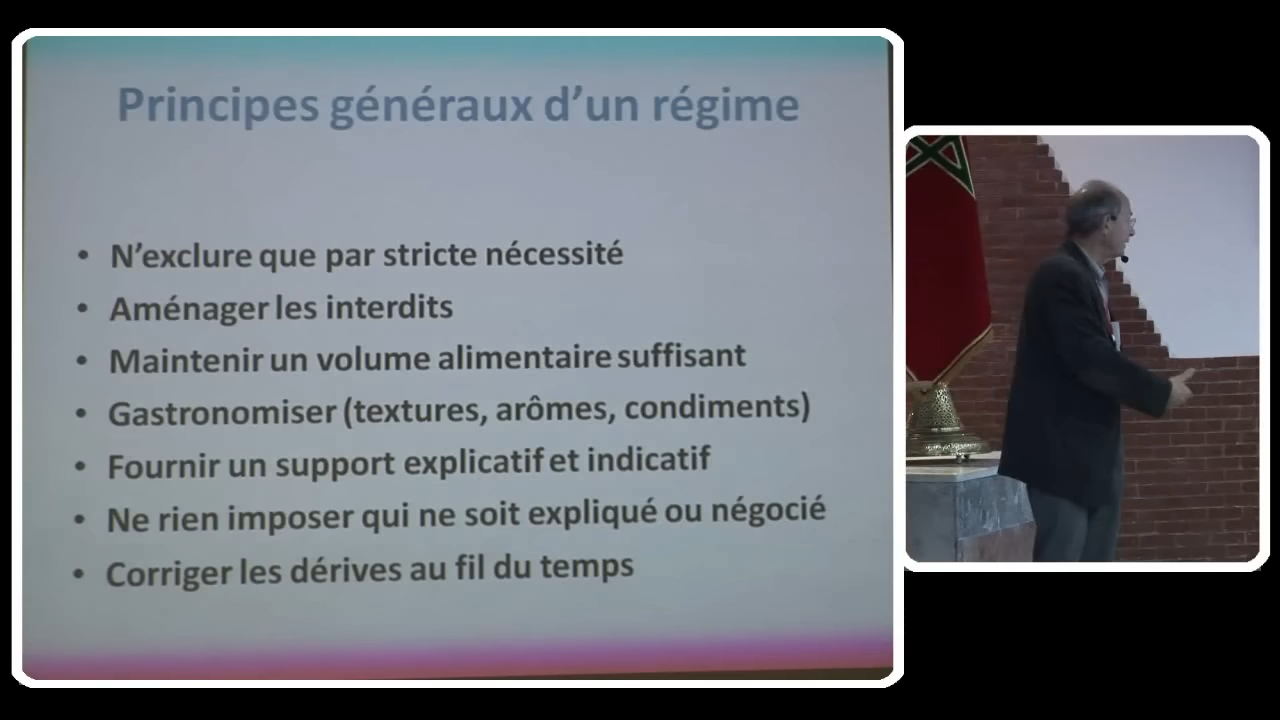 Principes généraux d'un régime
• N'exclure que par stricte nécessité
• Aménager les interdits
• Maintenir un volume alimentaire suffisant
• Gastronomiser (textures, arômes, condiments)
• Fournir un support explicatif et indicatif
• Ne rien imposer qui ne soit expliqué ou négocié
• Corriger les dérives au fil du temps